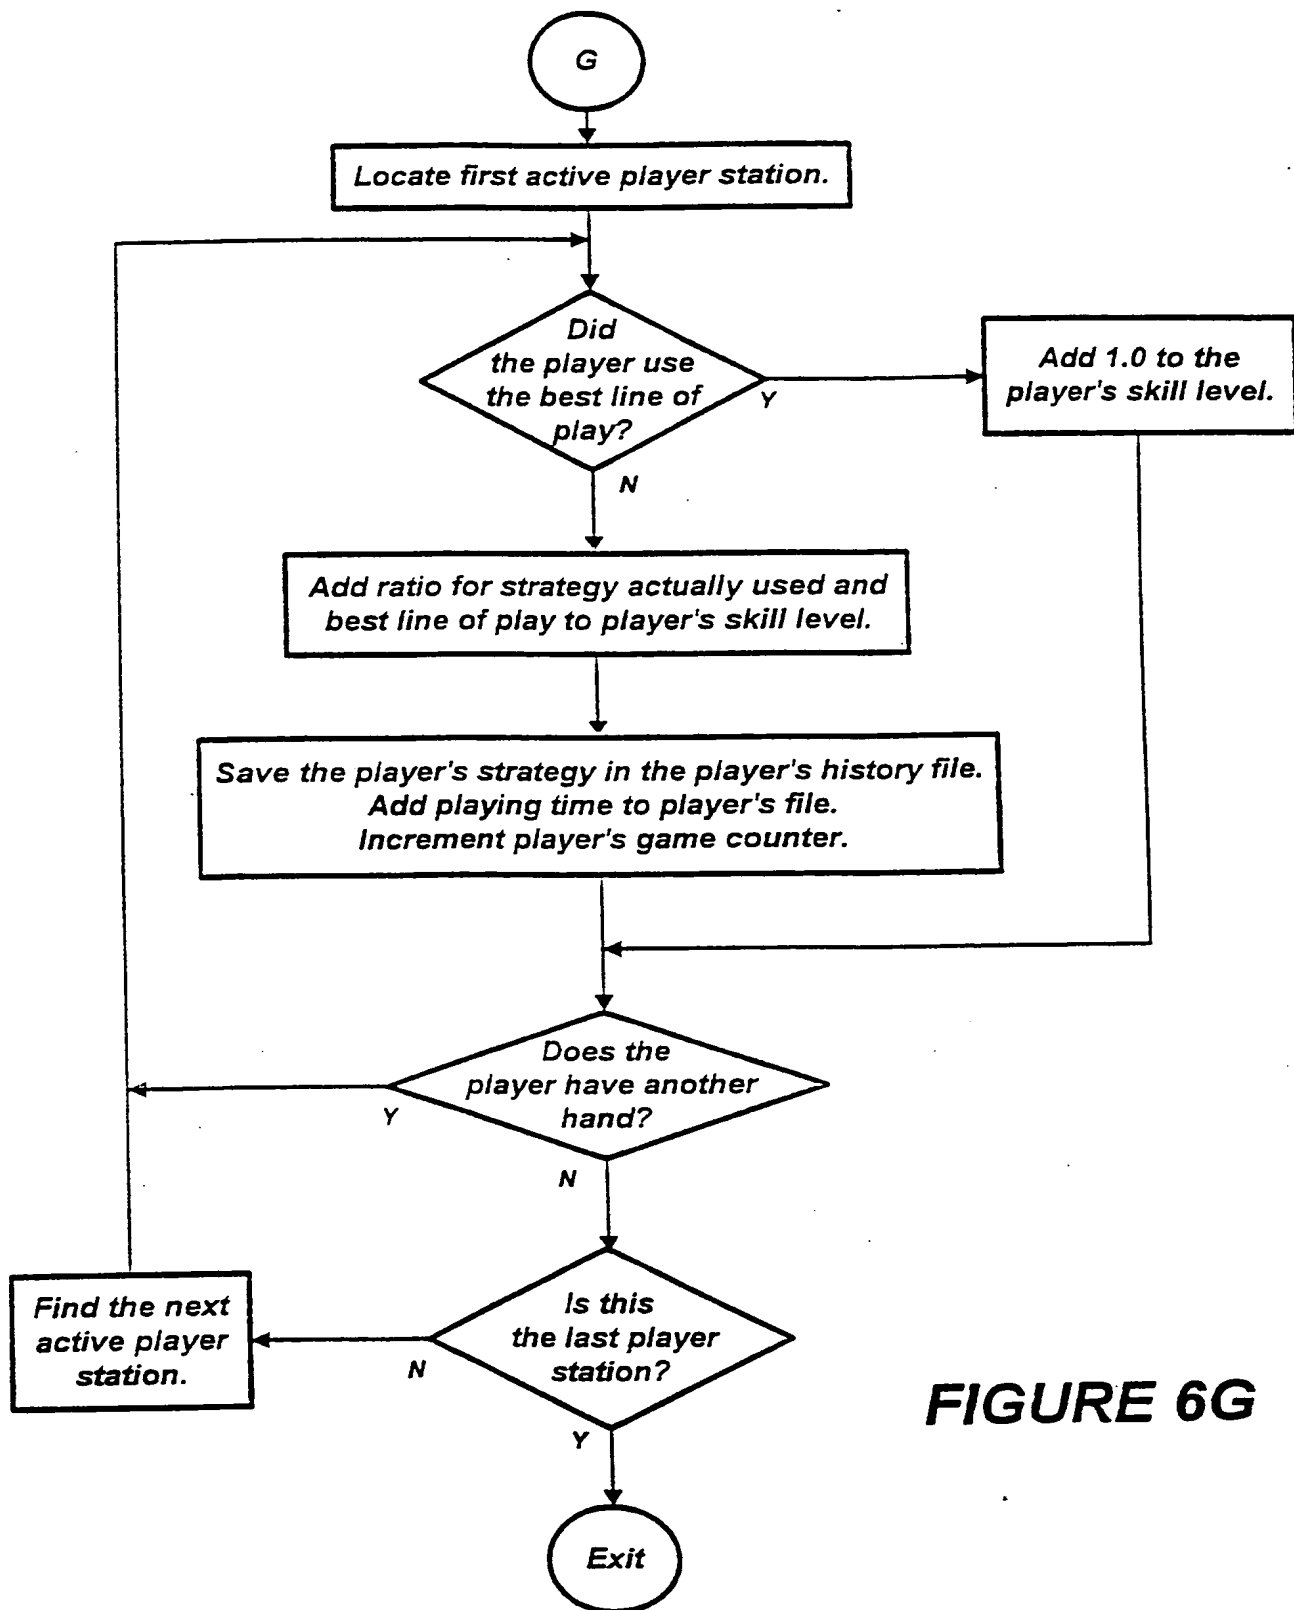 G
Locate first active player station.
Did
the player use
the best line of
play?
Y
Add 1.0 to the
player's skill level.
N
Add ratio for strategy actually used and
best line of play to player's skill level.
Save the player's strategy in the player's history file.
Add playing time to player's file.
Increment player's game counter.
Does the
player have another
hand?
Y
N
Is this
the last player
station?
N
Find the next
active player
station.
Y
Exit
FIGURE 6G